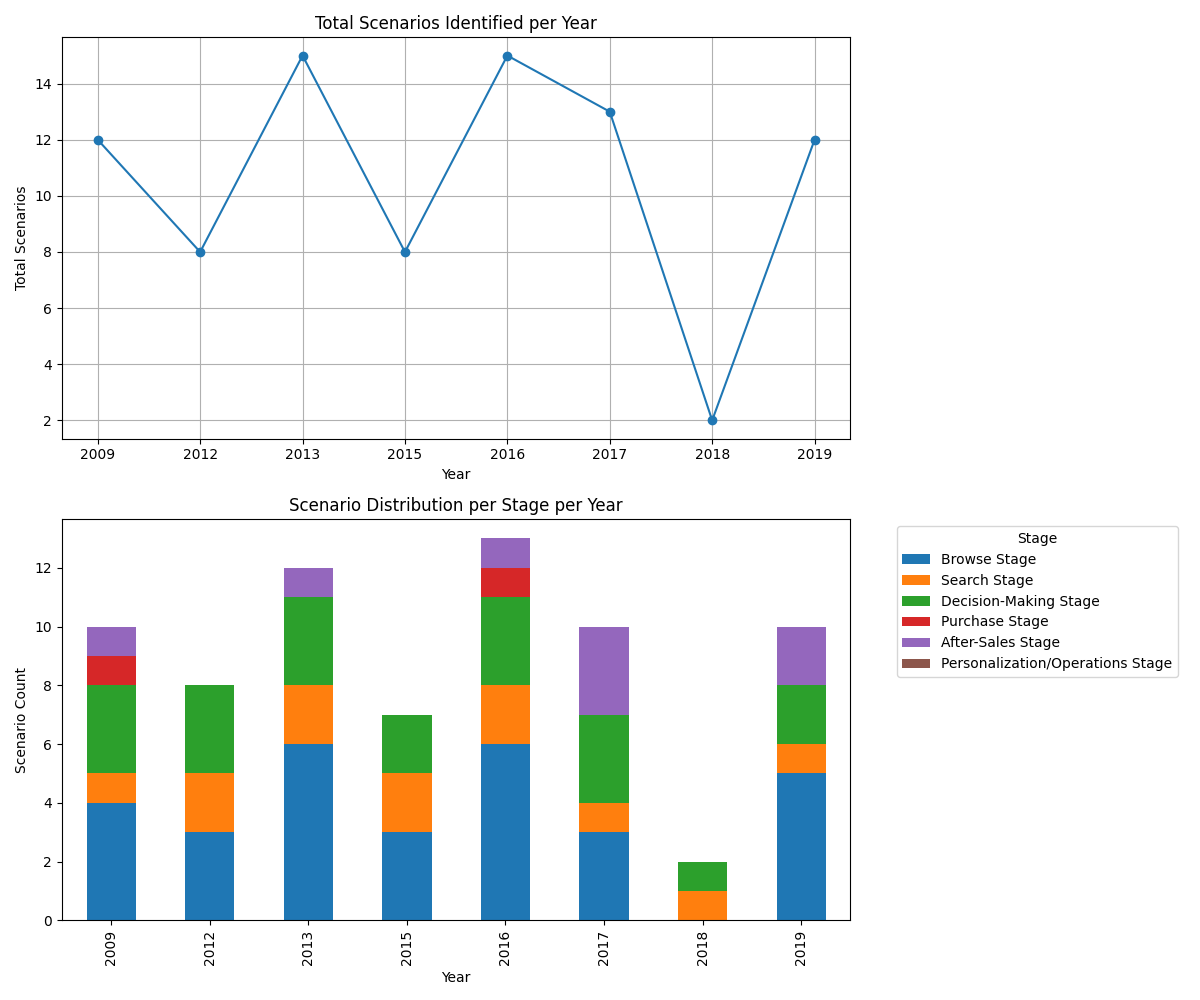 Total Scenarios Identified per Year
Total Scenarios
14
12
10
8
6
4
2
2009 2012 2013 2015 2016 2017 2018 2019
Year
Scenario Distribution per Stage per Year
Scenario Count
12
10
8
6
4
2
0
2009 2012 2013 2015 2016 2017 2018 2019
Year
Stage
Browse Stage
Search Stage
Decision-Making Stage
Purchase Stage
After-Sales Stage
Personalization/Operations Stage